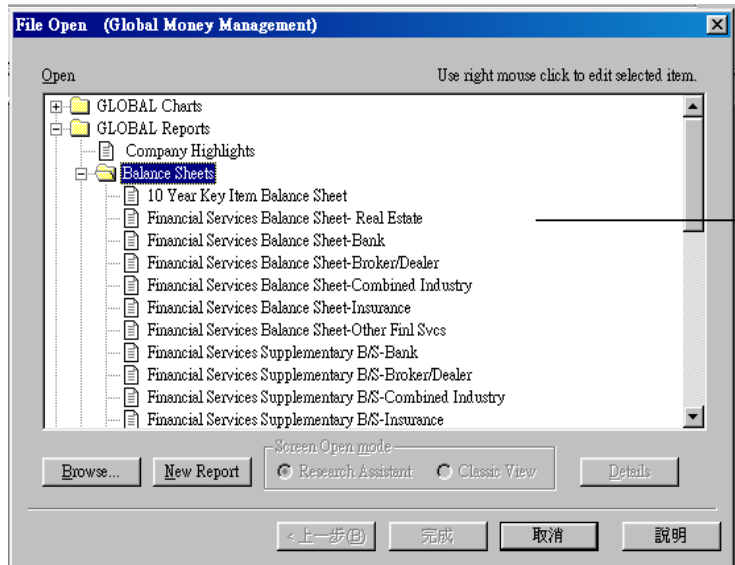 File Open (Global Money Management)
Open
Use right mouse click to edit selected item.
GLOBAL Charts
GLOBAL Reports
Company Highlights
Balance Sheets
10 Year Key Item Balance Sheet
Financial Services Balance Sheet- Real Estate
Financial Services Balance Sheet-Bank
Financial Services Balance Sheet-Broker/Dealer
Financial Services Balance Sheet-Combined Industry
Financial Services Balance Sheet-Insurance
Financial Services Balance Sheet-Other Finl Svcs
Financial Services Supplementary B/S-Bank
Financial Services Supplementary B/S-Broker/Dealer
Financial Services Supplementary B/S-Combined Industry
Financial Services Supplementary B/S-Insurance
Screen Open mode
Browse... New Report Research Assistant Classic View Details
<上一步(B) 完成 取消 說明